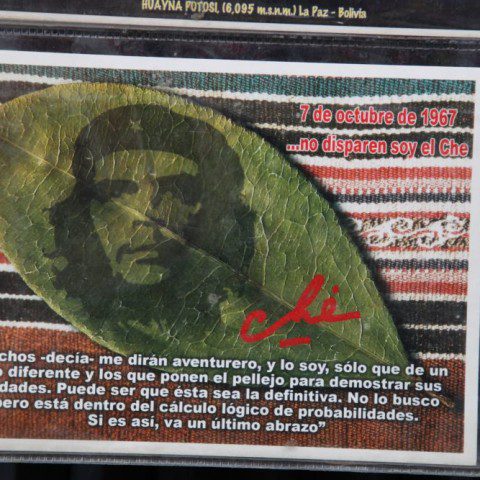 HUAYNA POTOSI, (6,095 m.s.n.m.) La Paz - Bolivia
7 de octubre de 1967
...no disparen soy el Che
ché
chos -decía- me dirán aventurero, y lo soy, sólo que de un
o diferente y los que ponen el pellejo para demostrar sus
dades. Puede ser que ésta sea la definitiva. No lo busco
pero está dentro del cálculo lógico de probabilidades.
Si es así, va un último abrazo”